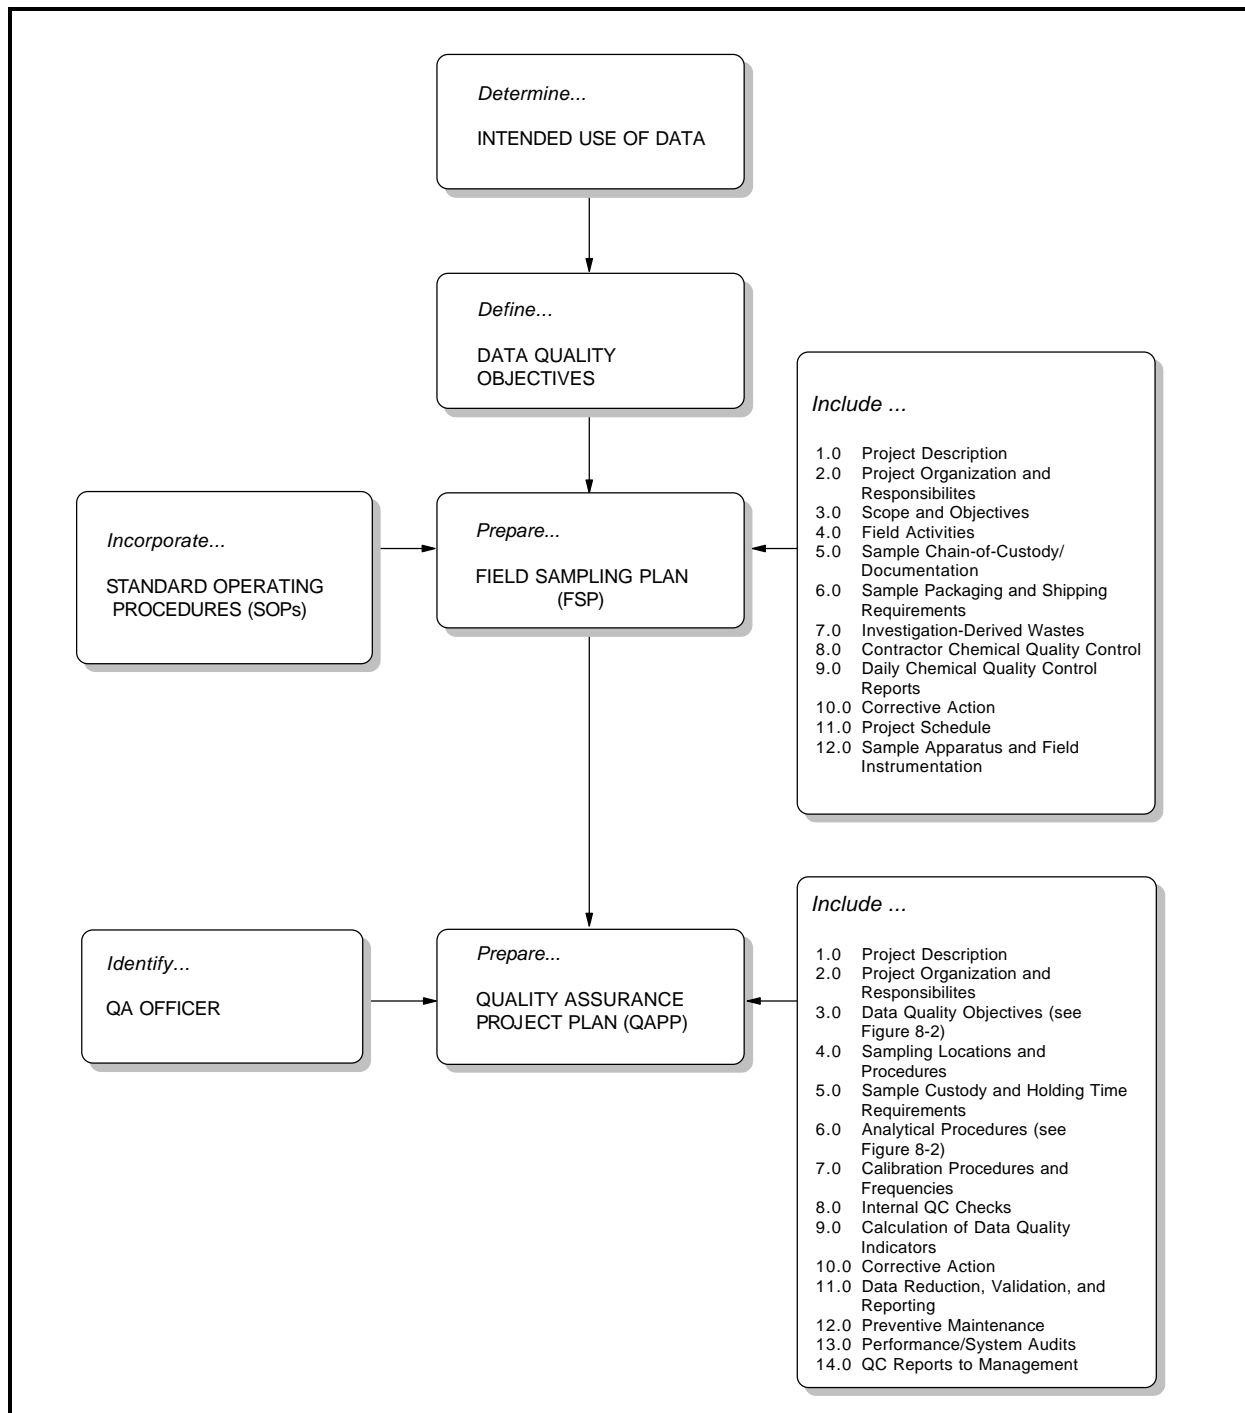 Determine...
INTENDED USE OF DATA
Define...
DATA QUALITY
OBJECTIVES
Incorporate...
STANDARD OPERATING
PROCEDURES (SOPs)
Prepare...
FIELD SAMPLING PLAN
(FSP)
Include ...
1.0 Project Description
2.0 Project Organization and
Responsibilites
3.0 Scope and Objectives
4.0 Field Activities
5.0 Sample Chain-of-Custody/
Documentation
6.0 Sample Packaging and Shipping
Requirements
7.0 Investigation-Derived Wastes
8.0 Contractor Chemical Quality Control
9.0 Daily Chemical Quality Control
Reports
10.0 Corrective Action
11.0 Project Schedule
12.0 Sample Apparatus and Field
Instrumentation
Identify...
QA OFFICER
Prepare...
QUALITY ASSURANCE
PROJECT PLAN (QAPP)
Include ...
1.0 Project Description
2.0 Project Organization and
Responsibilites
3.0 Data Quality Objectives (see
Figure 8-2)
4.0 Sampling Locations and
Procedures
5.0 Sample Custody and Holding Time
Requirements
6.0 Analytical Procedures (see
Figure 8-2)
7.0 Calibration Procedures and
Frequencies
8.0 Internal QC Checks
9.0 Calculation of Data Quality
Indicators
10.0 Corrective Action
11.0 Data Reduction, Validation, and
Reporting
12.0 Preventive Maintenance
13.0 Performance/System Audits
14.0 QC Reports to Management